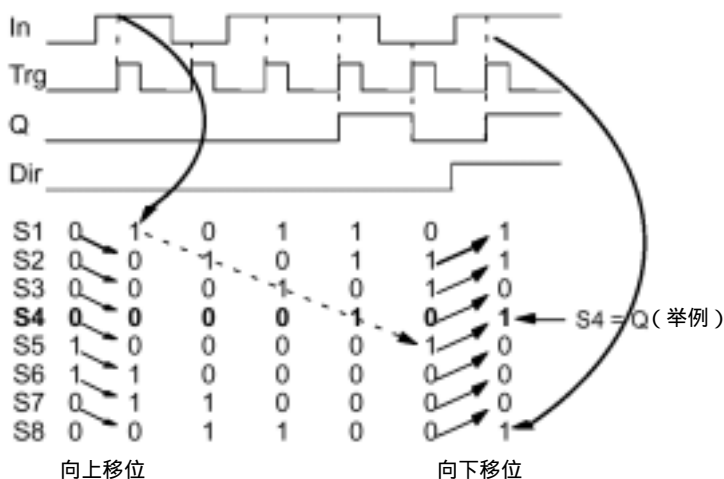 In
Trg
Q
Dir
S1 0 1 0 1 1 0 1
S2 0 0 1 0 1 1 1
S3 0 0 0 1 0 1 0
S4 0 0 0 0 1 0 1 S4 = Q(举例)
S5 1 0 0 0 0 1 0
S6 1 1 0 0 0 0 0
S7 0 1 1 0 0 0 0
S8 0 0 1 1 0 0 1
向上移位 向下移位